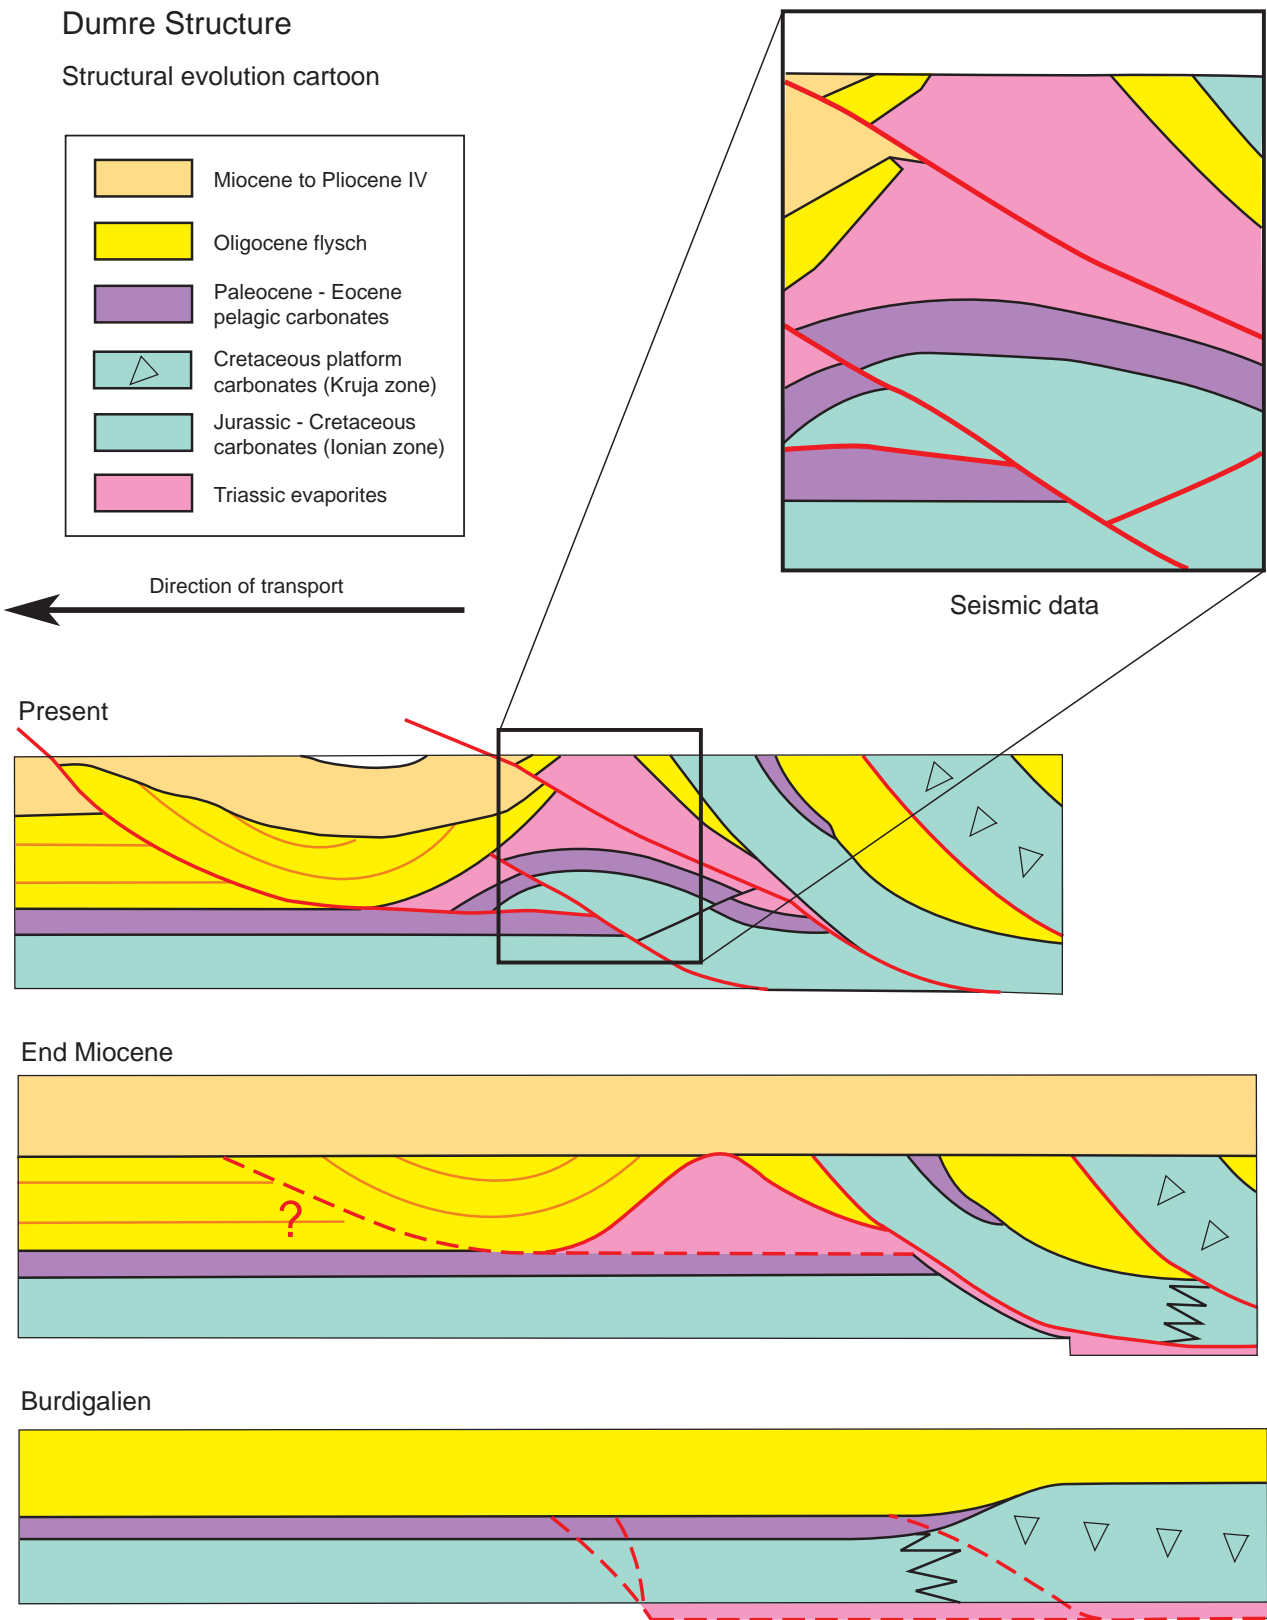 Dumre Structure
Structural evolution cartoon
Miocene to Pliocene IV
Oligocene flysch
Paleocene - Eocene
pelagic carbonates
Cretaceous platform
carbonates (Kruja zone)
Jurassic - Cretaceous
carbonates (Ionian zone)
Triassic evaporites
Direction of transport
Seismic data
Present
End Miocene
?
Burdigalien